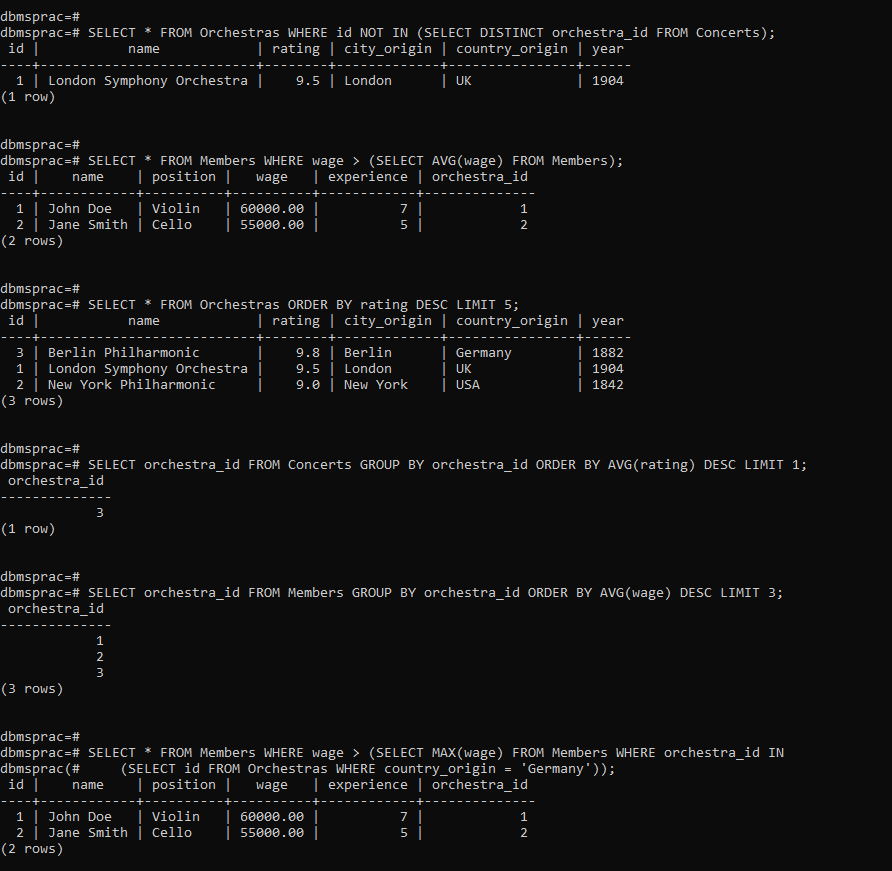 dbmsprac=#
dbmsprac=# SELECT * FROM Orchestras WHERE id NOT IN (SELECT DISTINCT orchestra_id FROM Concerts);
 id |           name            | rating | city_origin | country_origin | year
----+---------------------------+--------+-------------+----------------+------
  1 | London Symphony Orchestra |    9.5 | London      | UK             | 1904
(1 row)
dbmsprac=#
dbmsprac=# SELECT * FROM Members WHERE wage > (SELECT AVG(wage) FROM Members);
 id |    name    | position |   wage   | experience | orchestra_id
----+------------+----------+----------+------------+--------------
  1 | John Doe   | Violin   | 60000.00 |          7 |            1
  2 | Jane Smith | Cello    | 55000.00 |          5 |            2
(2 rows)
dbmsprac=#
dbmsprac=# SELECT * FROM Orchestras ORDER BY rating DESC LIMIT 5;
 id |           name            | rating | city_origin | country_origin | year
----+---------------------------+--------+-------------+----------------+------
  3 | Berlin Philharmonic       |    9.8 | Berlin      | Germany        | 1882
  1 | London Symphony Orchestra |    9.5 | London      | UK             | 1904
  2 | New York Philharmonic     |    9.0 | New York    | USA            | 1842
(3 rows)
dbmsprac=#
dbmsprac=# SELECT orchestra_id FROM Concerts GROUP BY orchestra_id ORDER BY AVG(rating) DESC LIMIT 1;
 orchestra_id
--------------
            3
(1 row)
dbmsprac=#
dbmsprac=# SELECT orchestra_id FROM Members GROUP BY orchestra_id ORDER BY AVG(wage) DESC LIMIT 3;
 orchestra_id
--------------
            1
            2
            3
(3 rows)
dbmsprac=#
dbmsprac=# SELECT * FROM Members WHERE wage > (SELECT MAX(wage) FROM Members WHERE orchestra_id IN
dbmsprac(#     (SELECT id FROM Orchestras WHERE country_origin = 'Germany'));
 id |    name    | position |   wage   | experience | orchestra_id
----+------------+----------+----------+------------+--------------
  1 | John Doe   | Violin   | 60000.00 |          7 |            1
  2 | Jane Smith | Cello    | 55000.00 |          5 |            2
(2 rows)